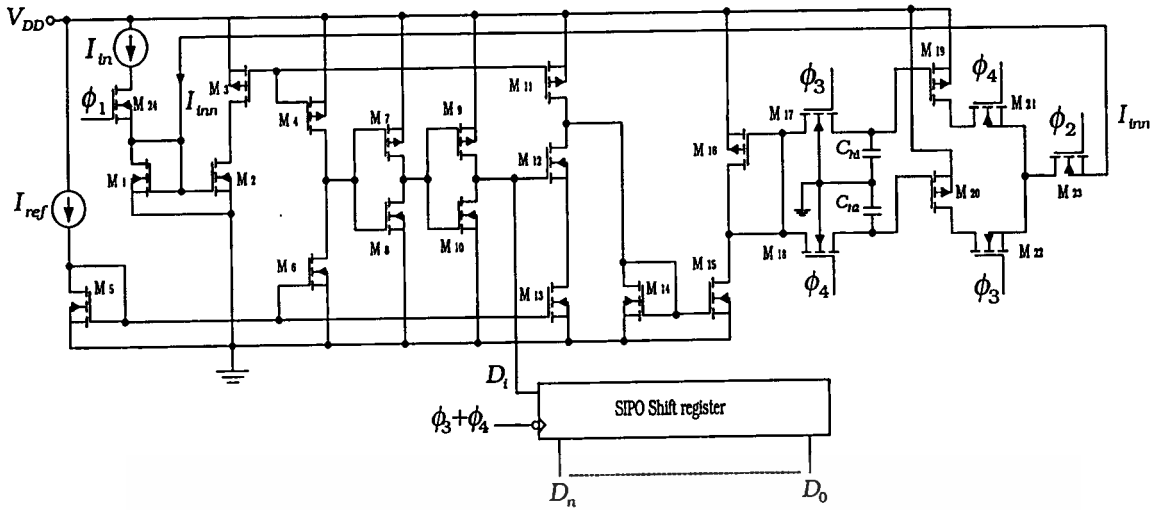 V_DD
I_in
ϕ_1
M 24
I_inn
M 3
M 4
M 7
M 9
M 11
M 12
M 1
M 2
I_ref
M 5
M 6
M 8
M 10
M 13
M 14
M 15
M 16
M 17
ϕ_3
C_h1
C_h2
M 18
ϕ_4
M 19
ϕ_4
M 21
ϕ_2
I_inn
M 20
M 23
M 22
ϕ_3
D_i
ϕ_3+ϕ_4
SIPO Shift register
D_n
D_0